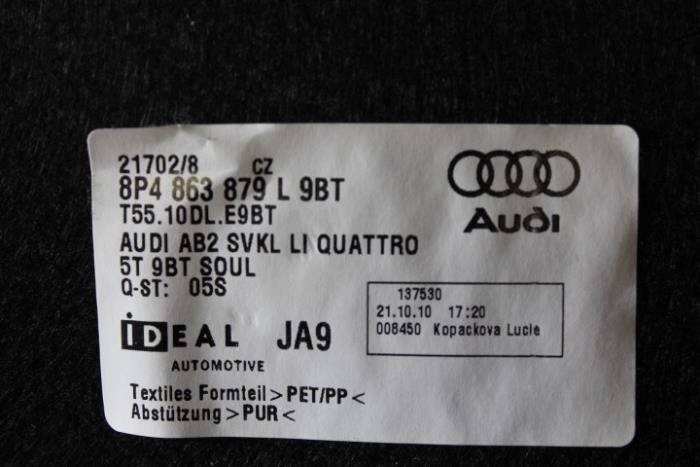 21702/8 CZ
8P4 863 879 L 9BT
T55.10DL.E9BT
AUDI AB2 SVKL LI QUATTRO
5T 9BT SOUL
Q-ST: 05S
Audi
137530
21.10.10 17:20
008450 Kopackova Lucie
iDEAL JA9
AUTOMOTIVE
Textiles Formteil >PET/PP<
Abstützung >PUR<